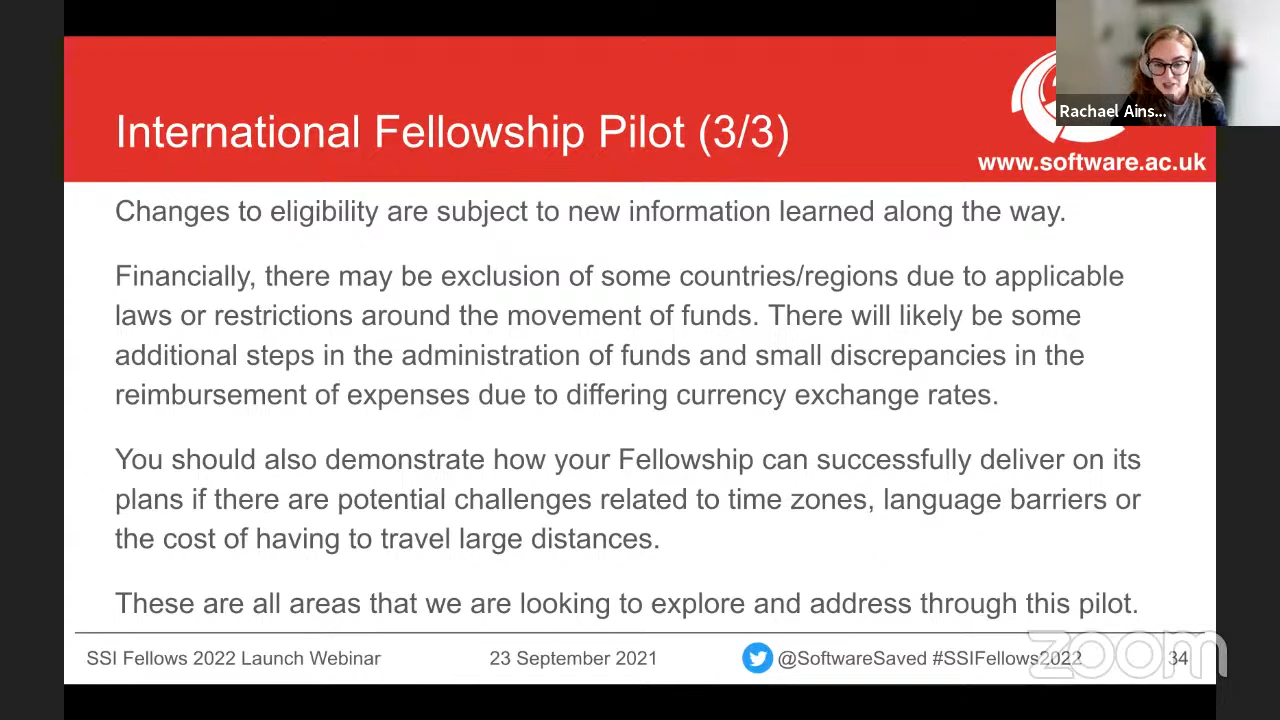 International Fellowship Pilot (3/3)
Rachael Ains...
www.software.ac.uk
Changes to eligibility are subject to new information learned along the way.
Financially, there may be exclusion of some countries/regions due to applicable
laws or restrictions around the movement of funds. There will likely be some
additional steps in the administration of funds and small discrepancies in the
reimbursement of expenses due to differing currency exchange rates.
You should also demonstrate how your Fellowship can successfully deliver on its
plans if there are potential challenges related to time zones, language barriers or
the cost of having to travel large distances.
These are all areas that we are looking to explore and address through this pilot.
SSI Fellows 2022 Launch Webinar
23 September 2021
@SoftwareSaved #SSIFellows2022
34
zoom